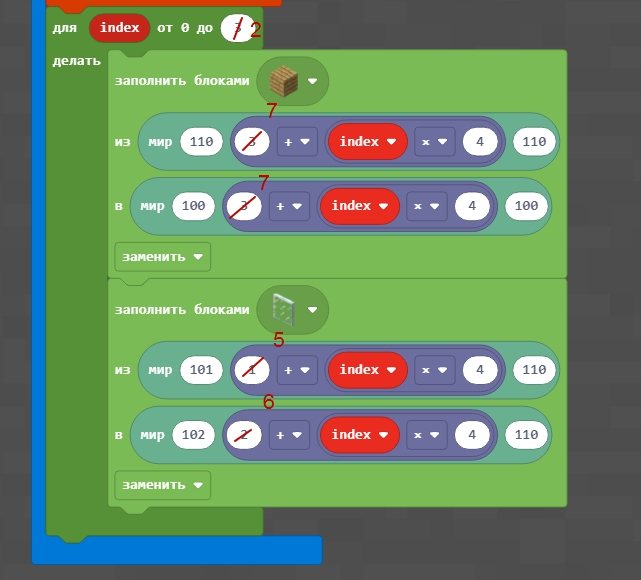 для index от 0 до 3 2
делать
заполнить блоками
7
из мир 110 3 + index × 4 110
7
в мир 100 3 + index × 4 100
заменить
заполнить блоками
5
из мир 101 1 + index × 4 110
6
в мир 102 2 + index × 4 110
заменить